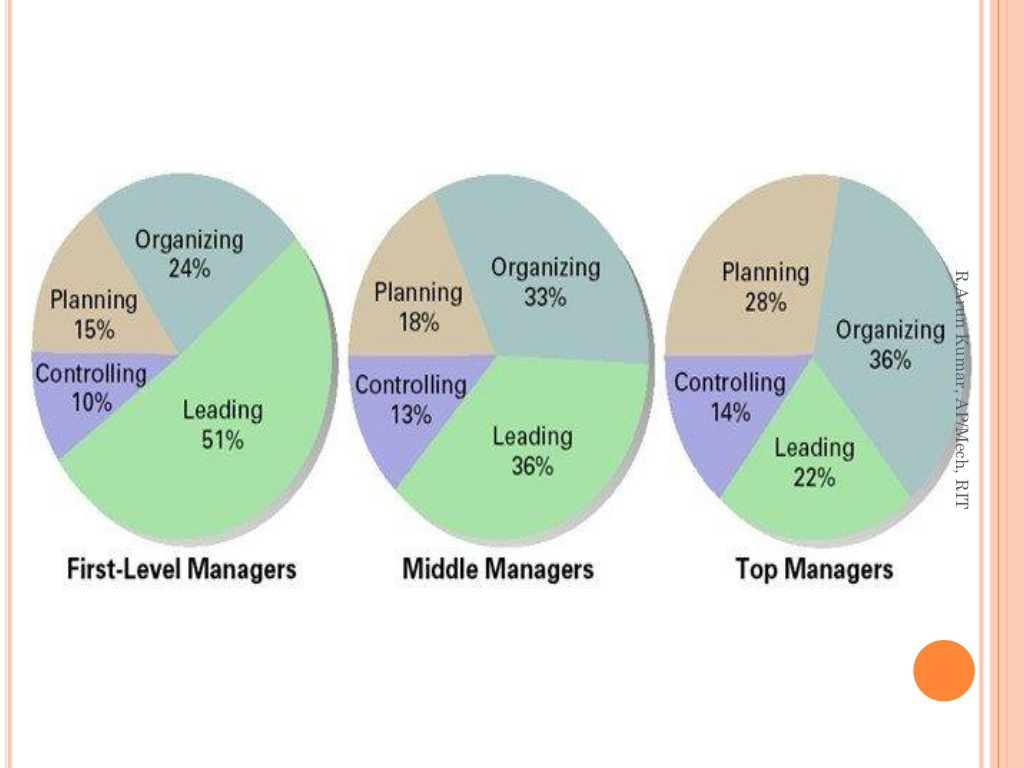 Organizing
24%
Planning
15%
Controlling
10%
Leading
51%
First-Level Managers
Organizing
33%
Planning
18%
Controlling
13%
Leading
36%
Middle Managers
Planning
28%
Organizing
36%
Controlling
14%
Leading
22%
Top Managers
R.Arun Kumar, AP/Mech, RIT